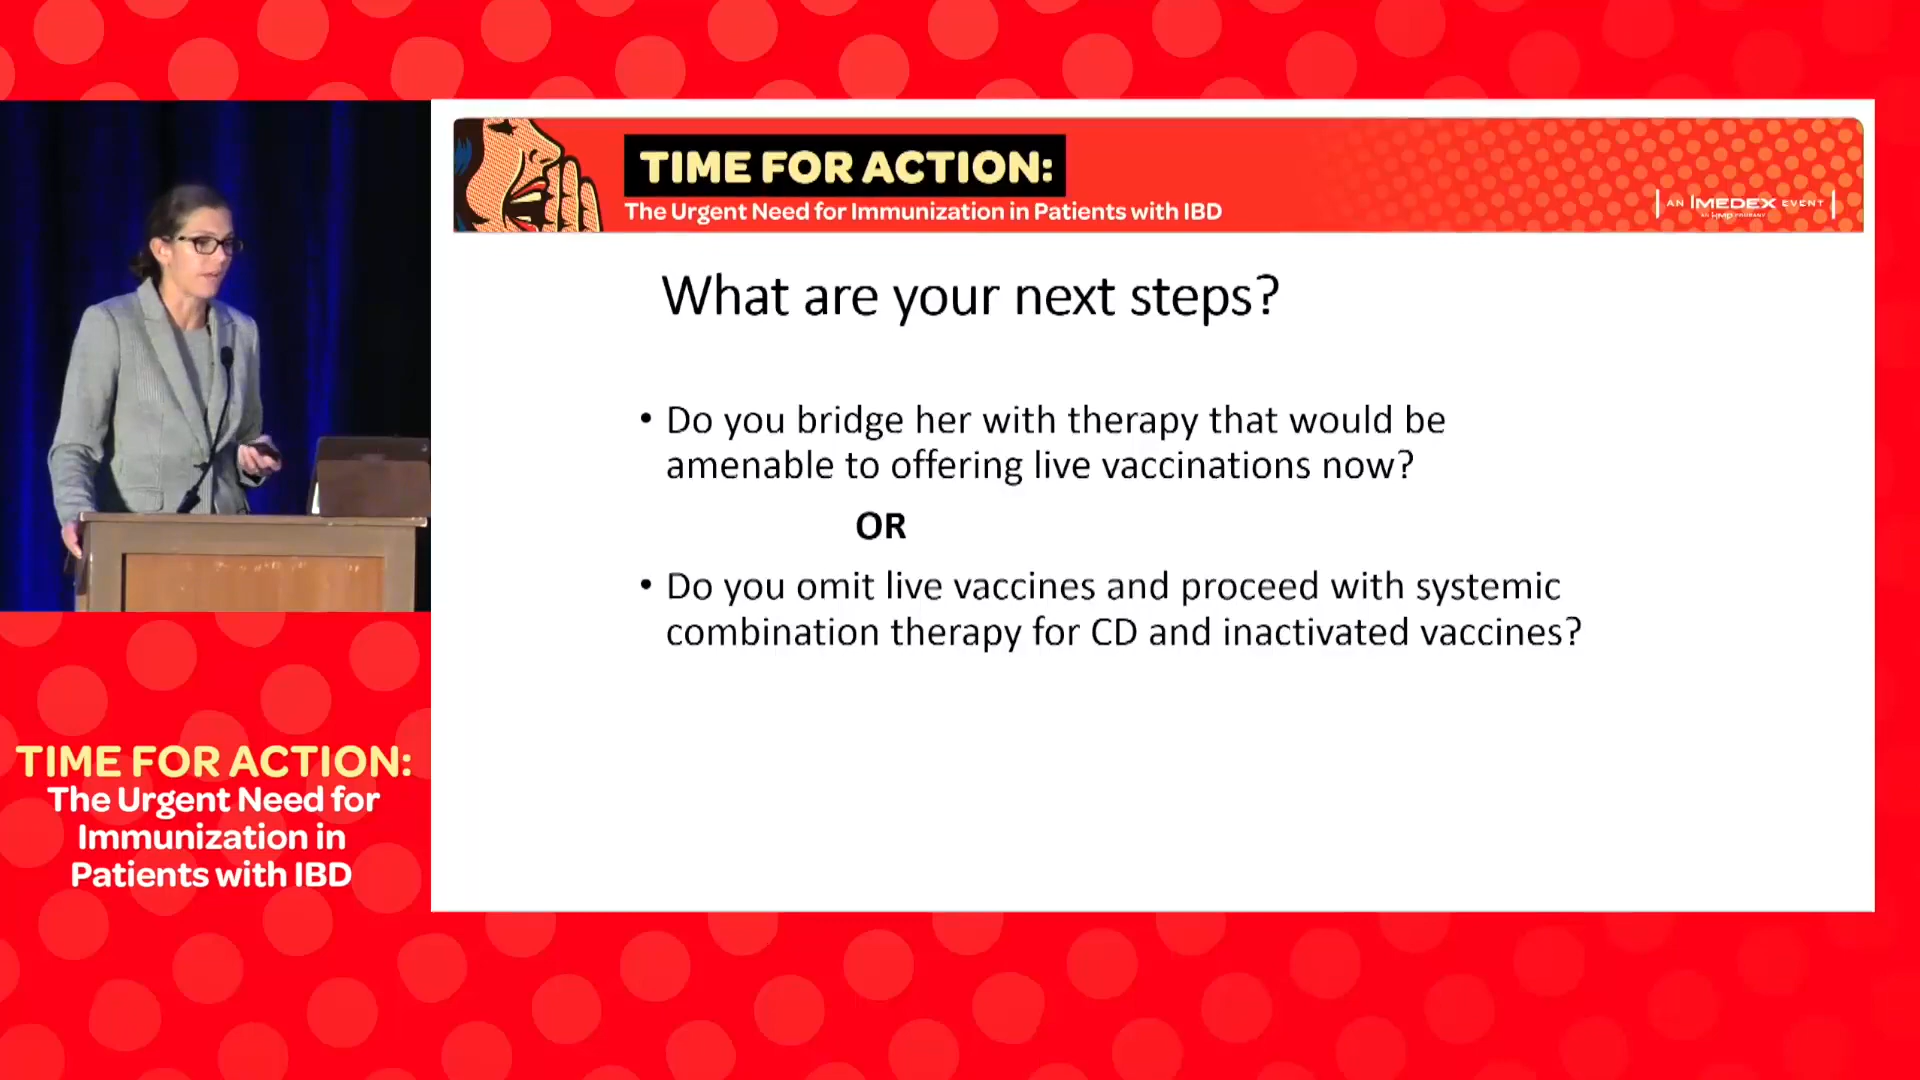 TIME FOR ACTION:
The Urgent Need for Immunization in Patients with IBD
AN IMEDEX EVENT
AN HMP COMPANY
What are your next steps?
• Do you bridge her with therapy that would be
amenable to offering live vaccinations now?
OR
• Do you omit live vaccines and proceed with systemic
combination therapy for CD and inactivated vaccines?
TIME FOR ACTION:
The Urgent Need for
Immunization in
Patients with IBD